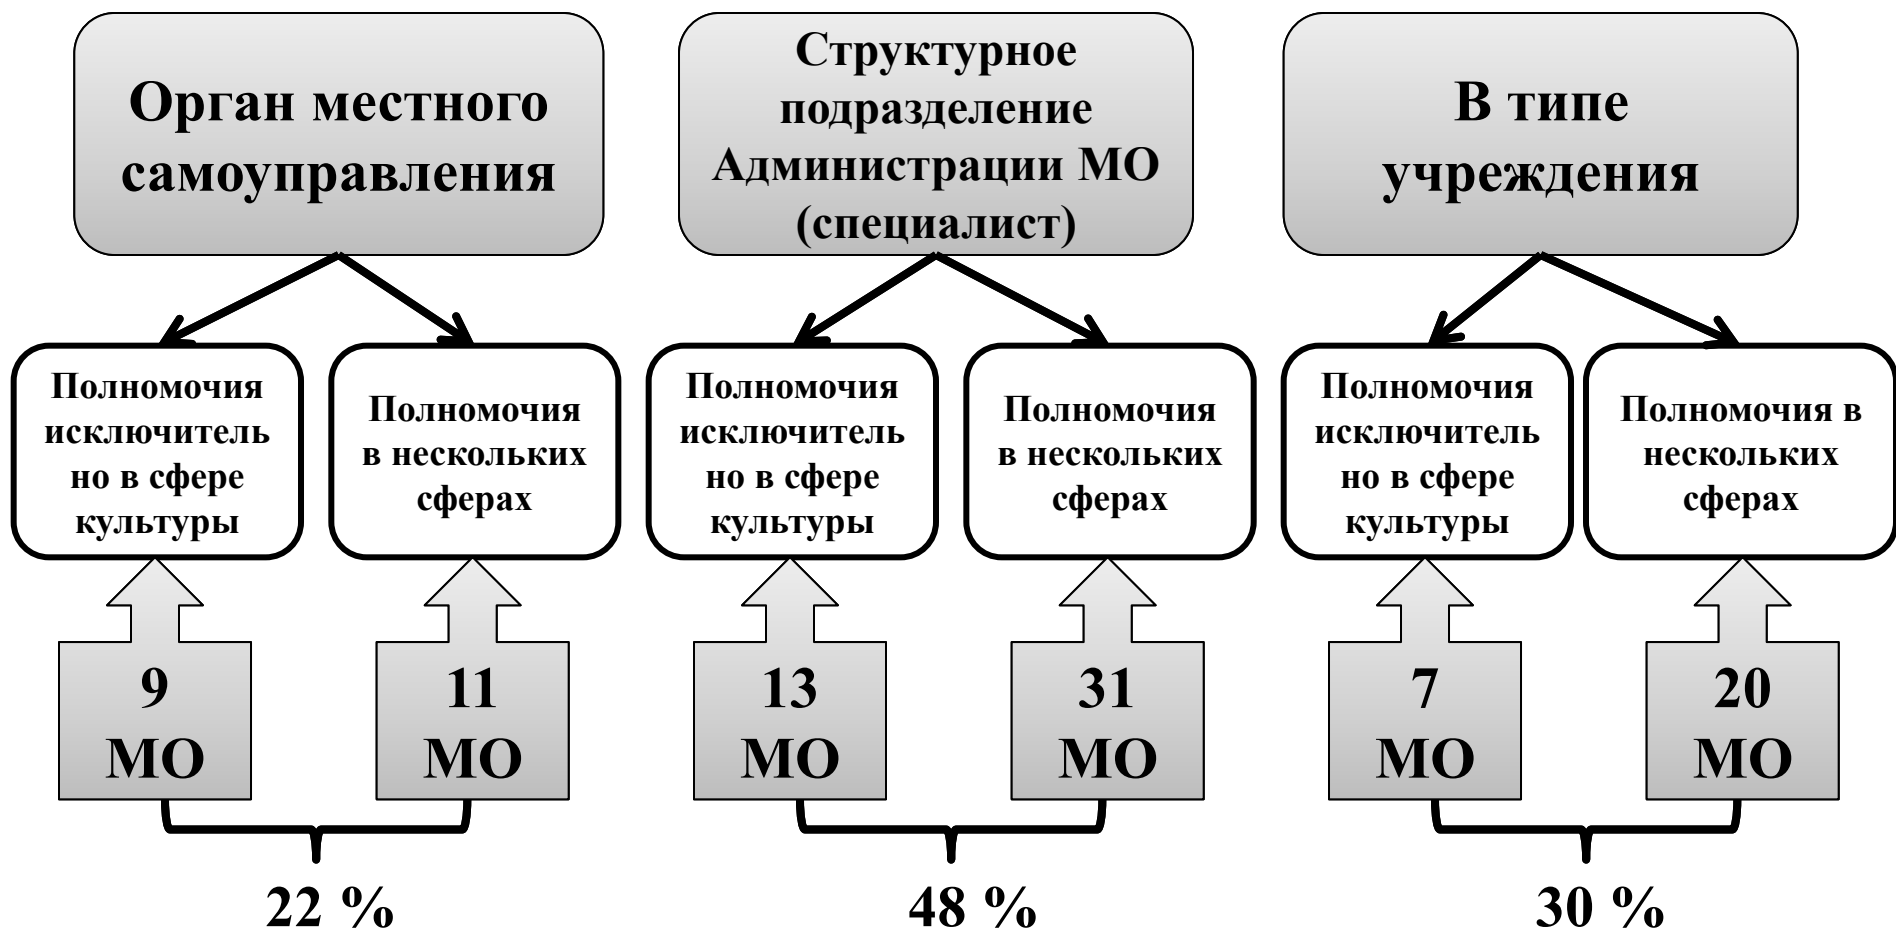 Орган местного
самоуправления
Структурное
подразделение
Администрации МО
(специалист)
В типе
учреждения
Полномочия
исключитель
но в сфере
культуры
Полномочия
в нескольких
сферах
Полномочия
исключитель
но в сфере
культуры
Полномочия
в нескольких
сферах
Полномочия
исключитель
но в сфере
культуры
Полномочия в
нескольких
сферах
9
МО
11
МО
13
МО
31
МО
7
МО
20
МО
22 %
48 %
30 %